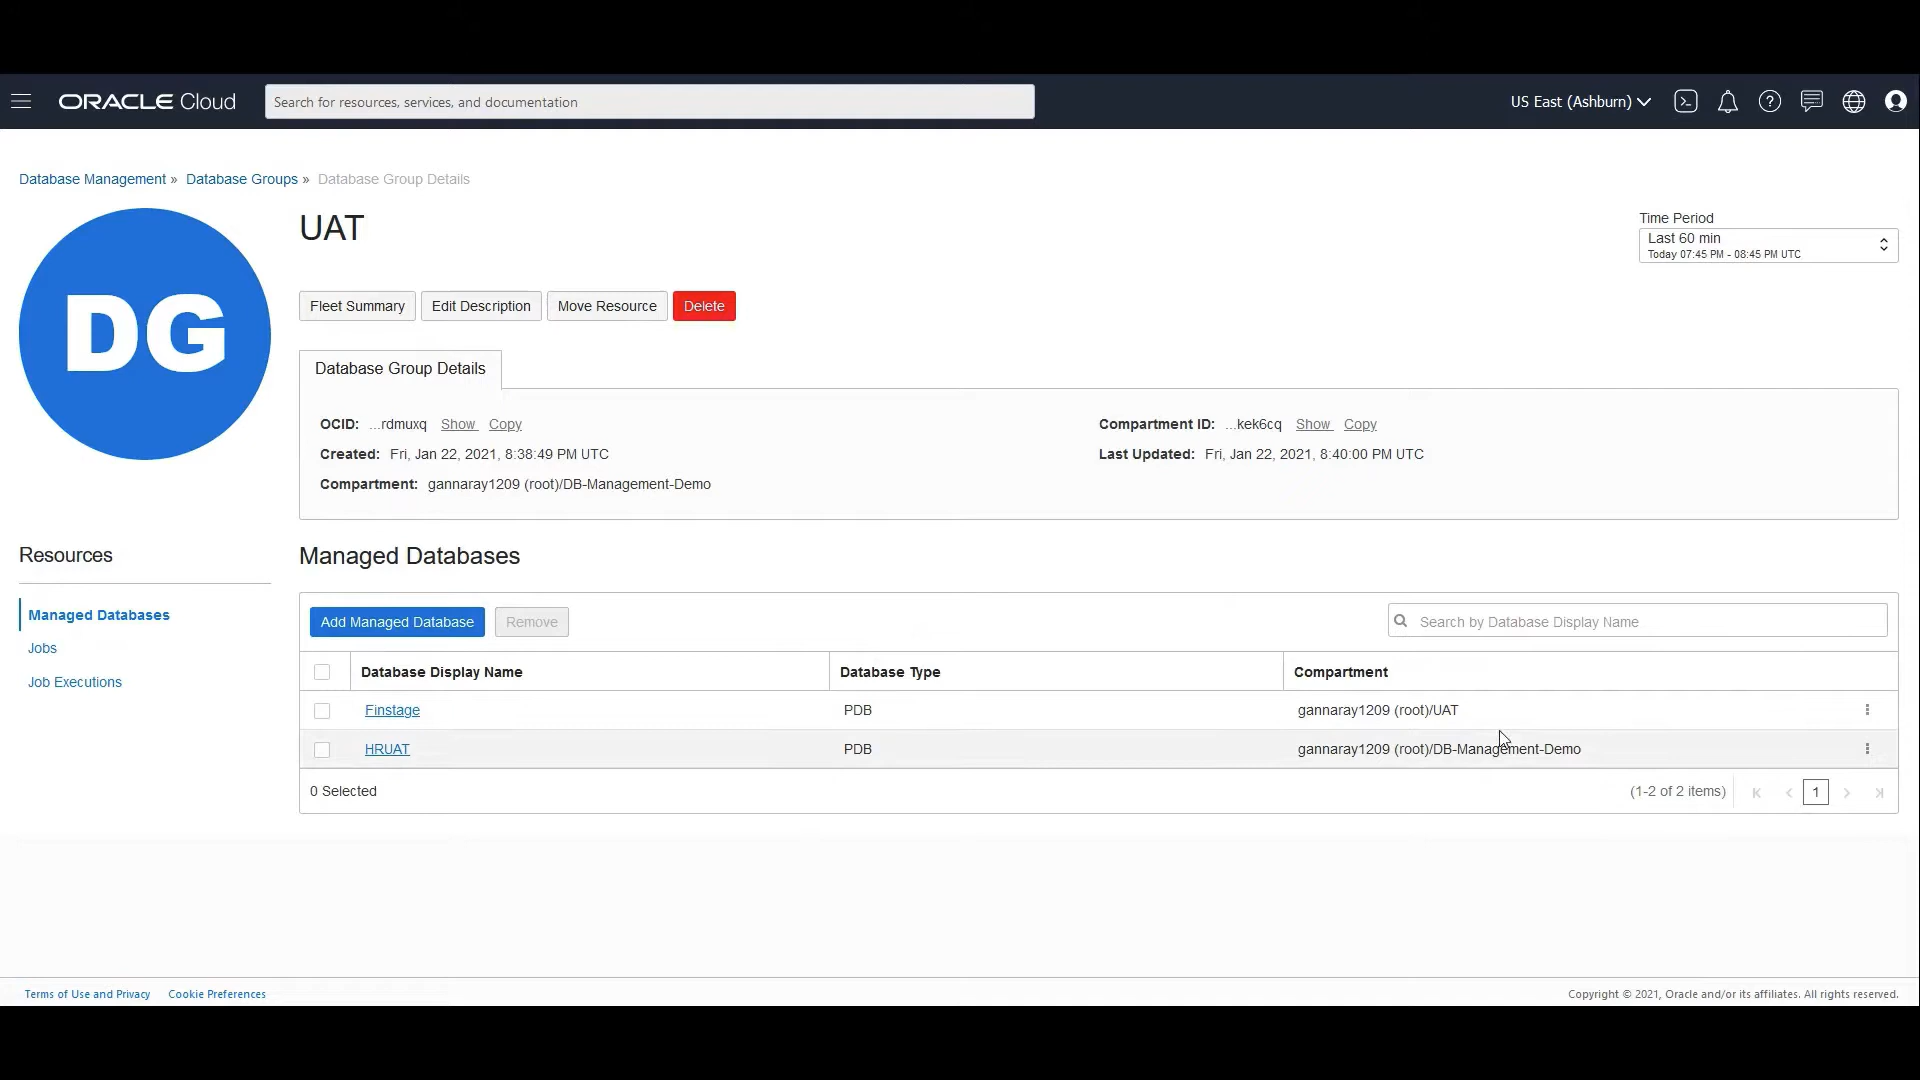 ORACLE Cloud
Search for resources, services, and documentation
US East (Ashburn)
Database Management » Database Groups » Database Group Details
DG
UAT
Time Period
Last 60 min
Today 07:45 PM - 08:45 PM UTC
Fleet Summary
Edit Description
Move Resource
Delete
Database Group Details
OCID: ...rdmuxq Show Copy
Compartment ID: ...kek6cq Show Copy
Created: Fri, Jan 22, 2021, 8:38:49 PM UTC
Last Updated: Fri, Jan 22, 2021, 8:40:00 PM UTC
Compartment: gannaray1209 (root)/DB-Management-Demo
Resources
Managed Databases
Jobs
Job Executions
Managed Databases
Add Managed Database
Remove
Search by Database Display Name
Database Display Name Database Type Compartment
Finstage PDB gannaray1209 (root)/UAT
HRUAT PDB gannaray1209 (root)/DB-Management-Demo
0 Selected
(1-2 of 2 items)
1
Terms of Use and Privacy
Cookie Preferences
Copyright © 2021, Oracle and/or its affiliates. All rights reserved.